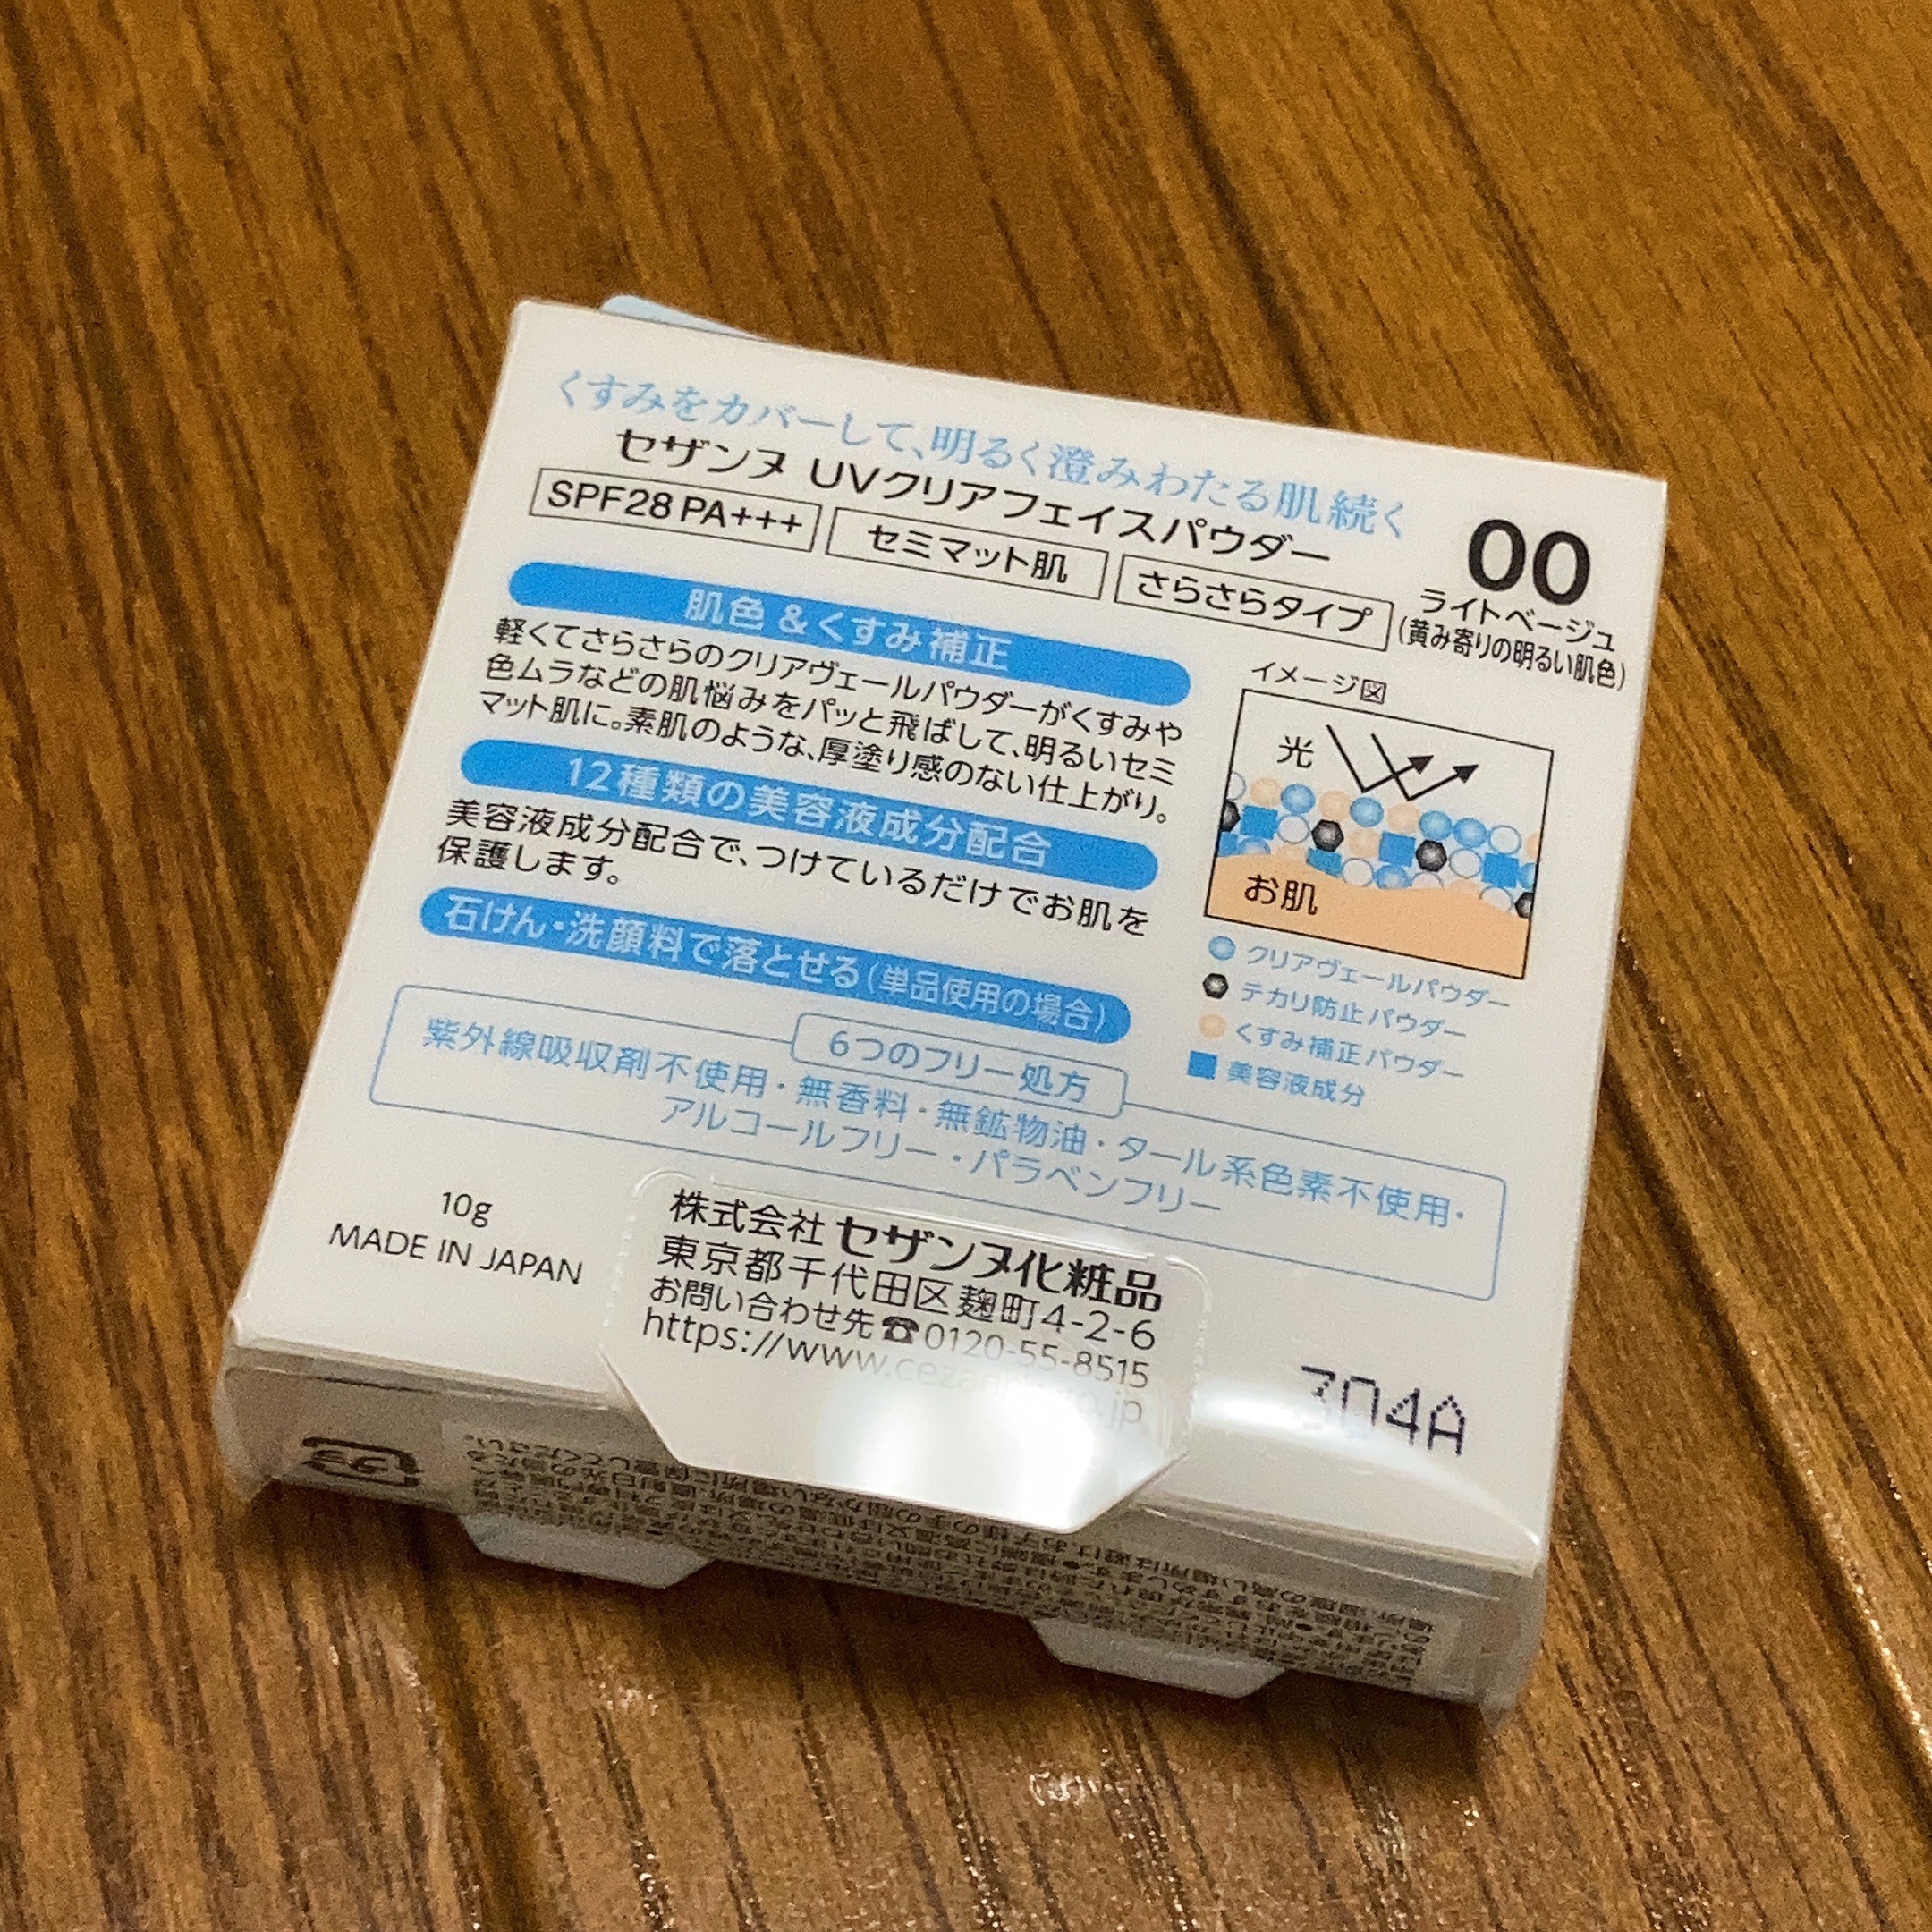 くすみをカバーして、明るく澄みわたる肌続く
セザンヌ UVクリアフェイスパウダー
SPF28 PA+++ セミマット肌 さらさらタイプ
00
ライトベージュ
(黄み寄りの明るい肌色)
肌色&くすみ補正
軽くてさらさらのクリアヴェールパウダーがくすみや
色ムラなどの肌悩みをパッと飛ばして、明るいセミ
マット肌に。素肌のような、厚塗り感のない仕上がり。
12種類の美容液成分配合
美容液成分配合で、つけているだけでお肌を
保護します。
石けん・洗顔料で落とせる(単品使用の場合)
イメージ図
光
お肌
クリアヴェールパウダー
テカリ防止パウダー
くすみ補正パウダー
美容液成分
6つのフリー処方
紫外線吸収剤不使用・無香料・無鉱物油・タール系色素不使用・
アルコールフリー・パラベンフリー
10g
MADE IN JAPAN
株式会社 セザンヌ化粧品
東京都千代田区麹町4-2-6
お問い合わせ先☎0120-55-8515
https://www.cezanne.co.jp
304A
プラ